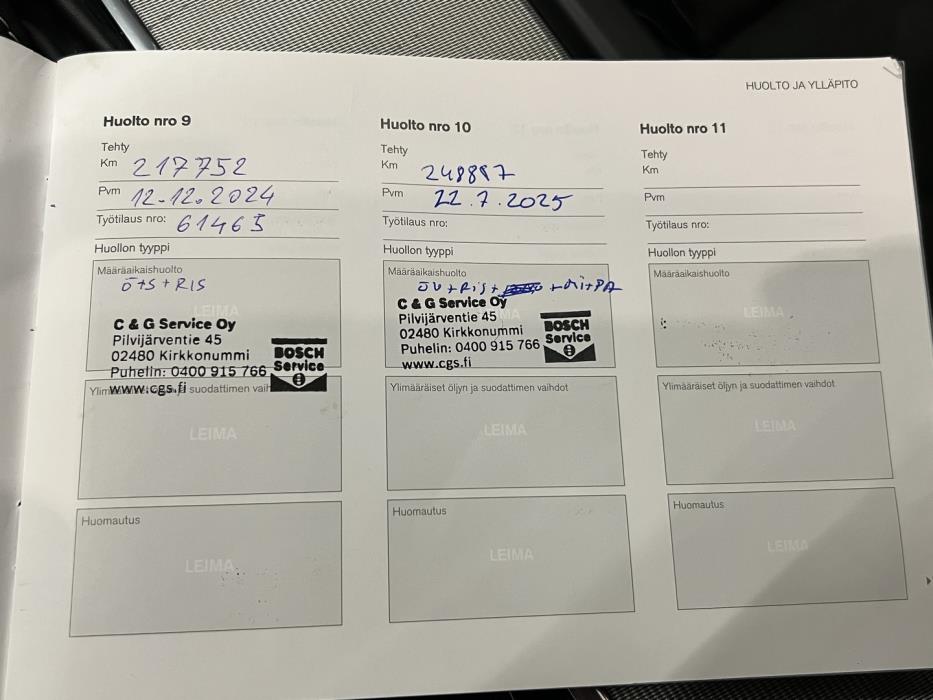 HUOLTO JA YLLÄPITO
Huolto nro 9
Tehty
Km 217752
Pvm 12.12.2024
Työtilaus nro: 61465
Huollon tyyppi
Määräaikaishuolto
Ö+S+RIS
LEIMA
C & G Service Oy
Pilvijärventie 45
02480 Kirkkonummi
Puhelin: 0400 915 766
www.cgs.fi
BOSCH
Service
suodattimen vaih
LEIMA
Huomautus
LEIMA
Huolto nro 10
Tehty
Km 248887
Pvm 22.7.2025
Työtilaus nro:
Huollon tyyppi
Määräaikaishuolto
ÖV+RiS+ +Ai+PA
C & G Service Oy
Pilvijärventie 45
02480 Kirkkonummi
Puhelin: 0400 915 766
www.cgs.fi
BOSCH
Service
Ylimääräiset öljyn ja suodattimen vaihdot
LEIMA
Huomautus
LEIMA
Huolto nro 11
Tehty
Km
Pvm
Työtilaus nro:
Huollon tyyppi
Määräaikaishuolto
LEIMA
Ylimääräiset öljyn ja suodattimen vaihdot
LEIMA
Huomautus
LEIMA